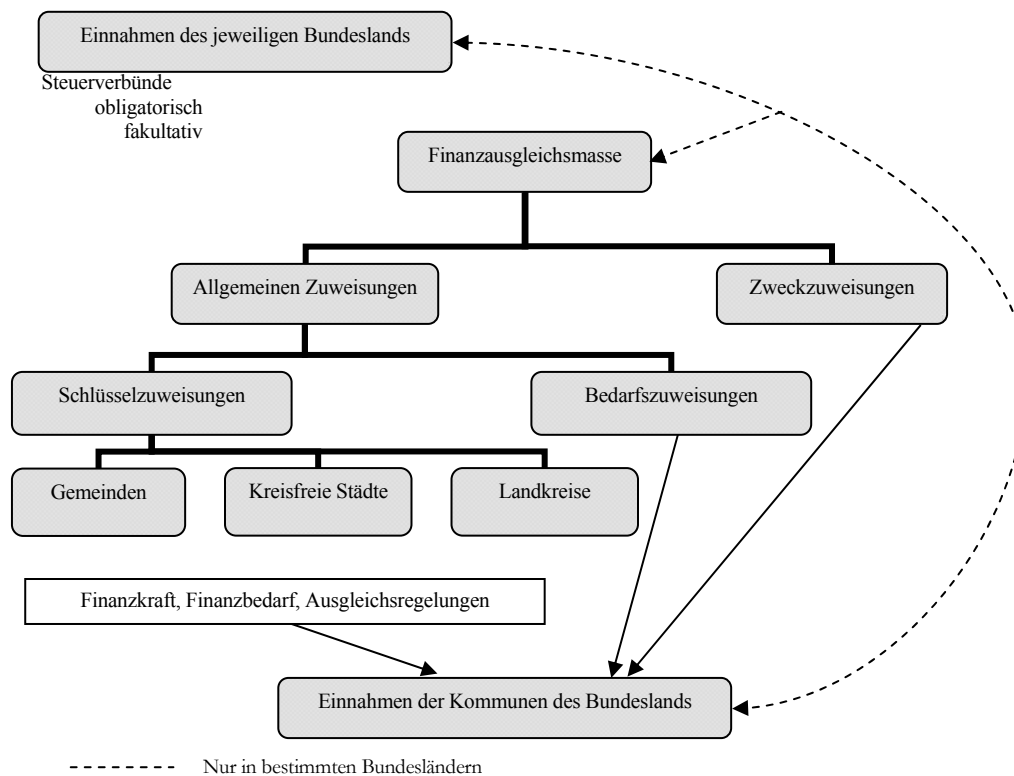 Einnahmen des jeweiligen Bundeslands
Steuerverbünde
obligatorisch
fakultativ
Finanzausgleichsmasse
Allgemeinen Zuweisungen
Zweckzuweisungen
Schlüsselzuweisungen
Bedarfszuweisungen
Gemeinden
Kreisfreie Städte
Landkreise
Finanzkraft, Finanzbedarf, Ausgleichsregelungen
Einnahmen der Kommunen des Bundeslands
Nur in bestimmten Bundesländern